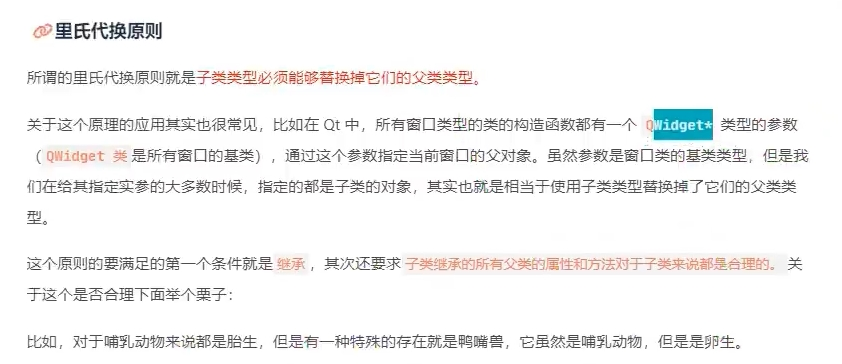 里氏代换原则
所谓的里氏代换原则就是子类类型必须能够替换掉它们的父类类型。
关于这个原理的应用其实也很常见，比如在 Qt 中，所有窗口类型的类的构造函数都有一个 QWidget* 类型的参数
（QWidget 类是所有窗口的基类），通过这个参数指定当前窗口的父对象。虽然参数是窗口类的基类类型，但是我
们在给其指定实参的大多数时候，指定的都是子类的对象，其实也就是相当于使用子类类型替换掉了它们的父类类
型。
这个原则的要满足的第一个条件就是继承，其次还要求子类继承的所有父类的属性和方法对于子类来说都是合理的。关
于这个是否合理下面举个栗子：
比如，对于哺乳动物来说都是胎生，但是有一种特殊的存在就是鸭嘴兽，它虽然是哺乳动物，但是是卵生。